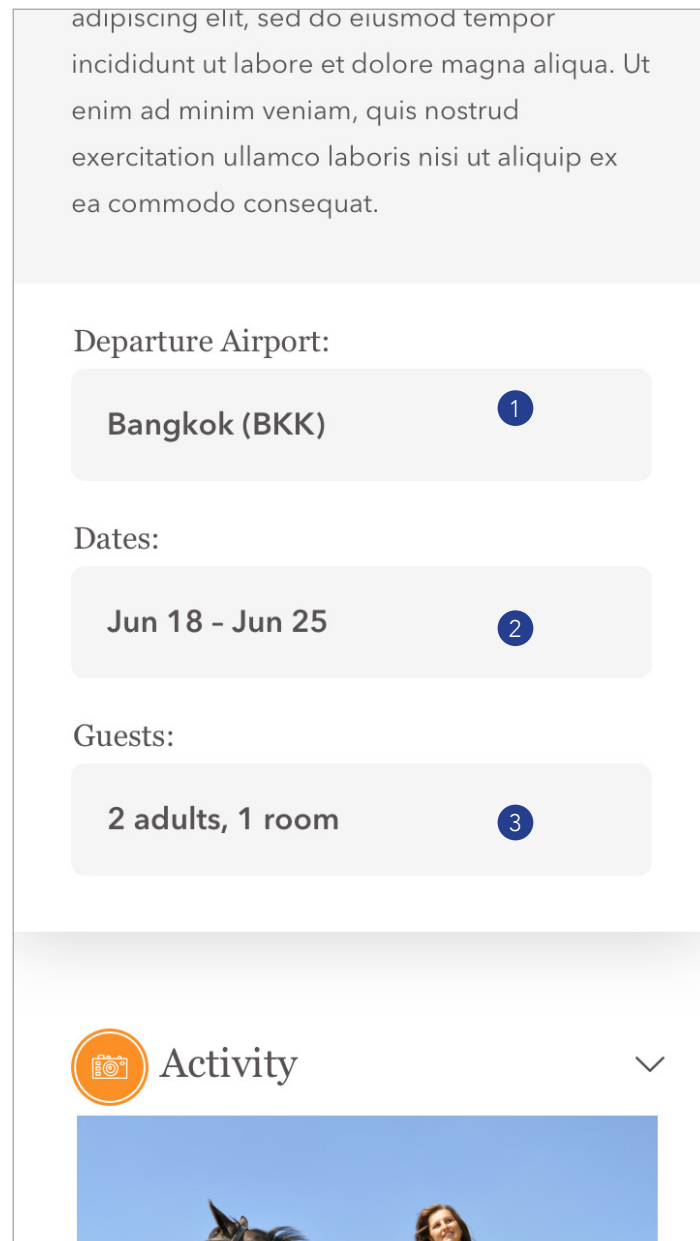 adipiscing elit, sed do eiusmod tempor
incididunt ut labore et dolore magna aliqua. Ut
enim ad minim veniam, quis nostrud
exercitation ullamco laboris nisi ut aliquip ex
ea commodo consequat.
Departure Airport:
Bangkok (BKK)
1
Dates:
Jun 18 – Jun 25
2
Guests:
2 adults, 1 room
3
Activity